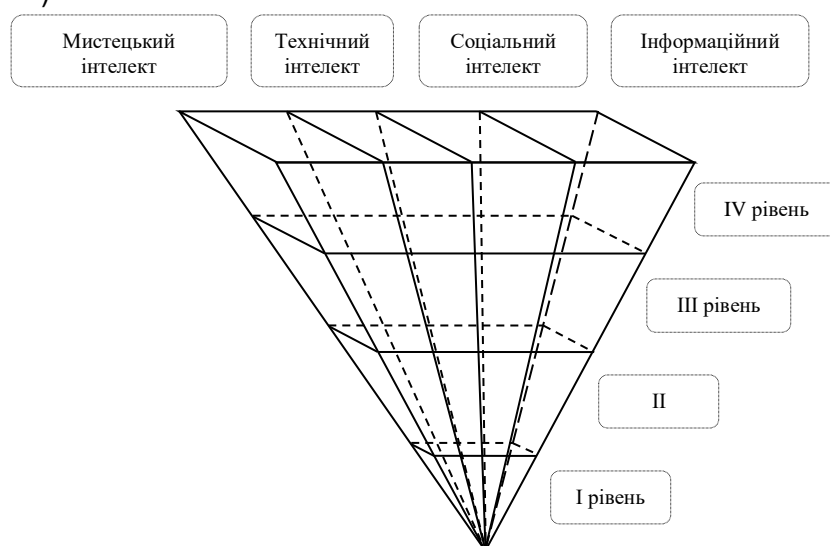 )
Мистецький
інтелект
Технічний
інтелект
Соціальний
інтелект
Інформаційний
інтелект
IV рівень
III рівень
II
I рівень